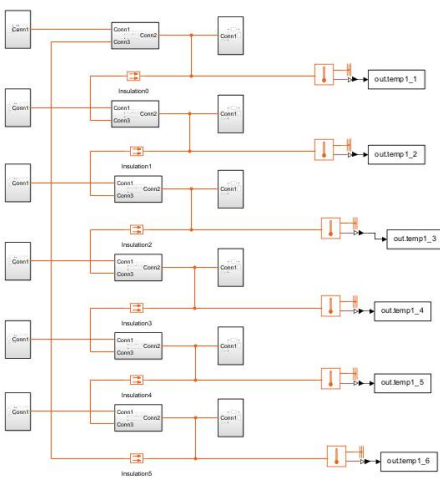 Conn1
Conn1
Conn3
Conn2
Conn1
Insulation0
out.temp1_1
Conn1
Conn1
Conn3
Conn2
Conn1
Insulation1
out.temp1_2
Conn1
Conn1
Conn3
Conn2
Conn1
Insulation2
out.temp1_3
Conn1
Conn1
Conn3
Conn2
Conn1
Insulation3
out.temp1_4
Conn1
Conn1
Conn3
Conn2
Conn1
Insulation4
out.temp1_5
Conn1
Conn1
Conn3
Conn2
Conn1
Insulation5
out.temp1_6